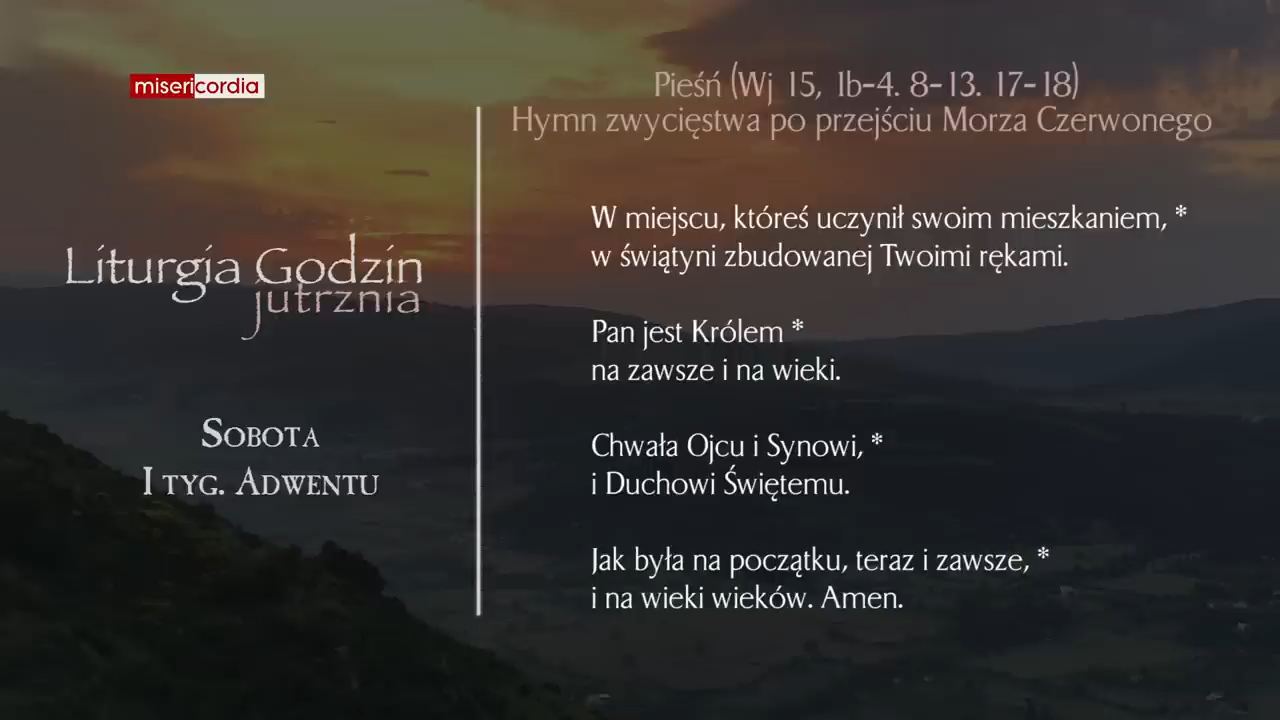 misericordia
Liturgia Godzin
jutrznia
Sobota
I tyg. Adwentu
Pieśń (Wj 15, 1b-4. 8-13. 17-18)
Hymn zwycięstwa po przejściu Morza Czerwonego
W miejscu, któreś uczynił swoim mieszkaniem, *
w świątyni zbudowanej Twoimi rękami.
Pan jest Królem *
na zawsze i na wieki.
Chwała Ojcu i Synowi, *
i Duchowi Świętemu.
Jak była na początku, teraz i zawsze, *
i na wieki wieków. Amen.